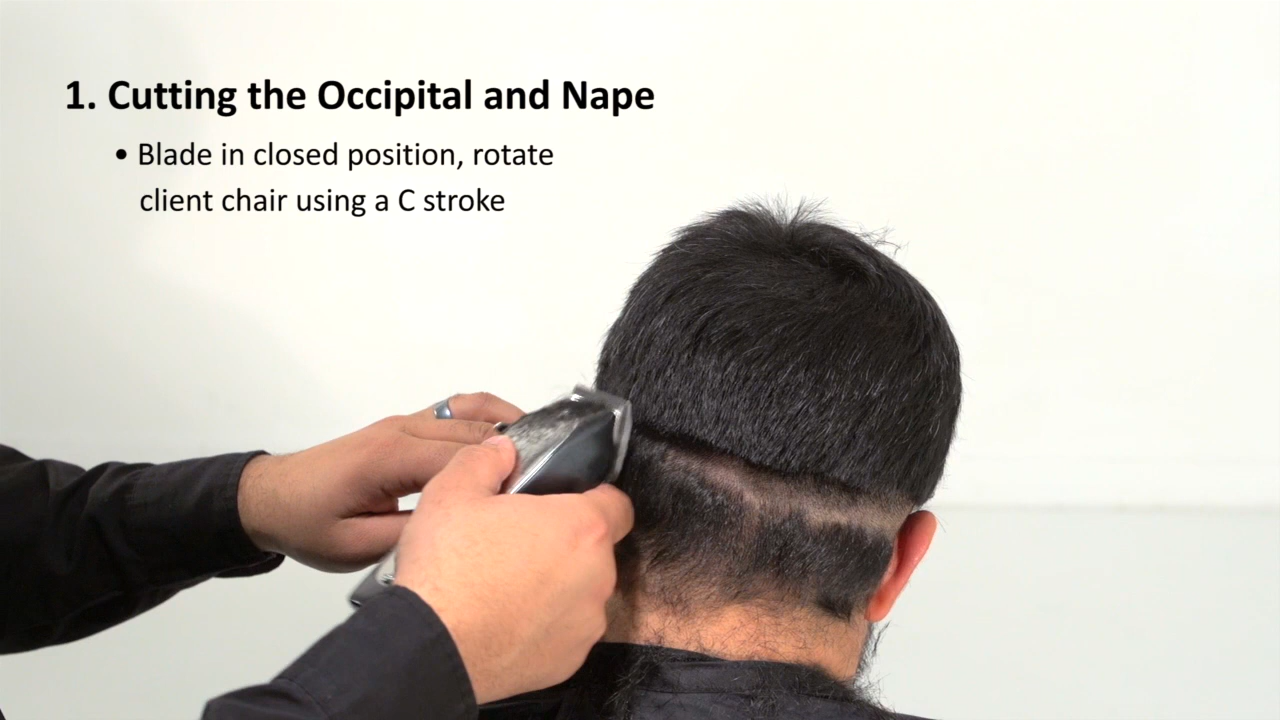 1. Cutting the Occipital and Nape
• Blade in closed position, rotate
client chair using a C stroke